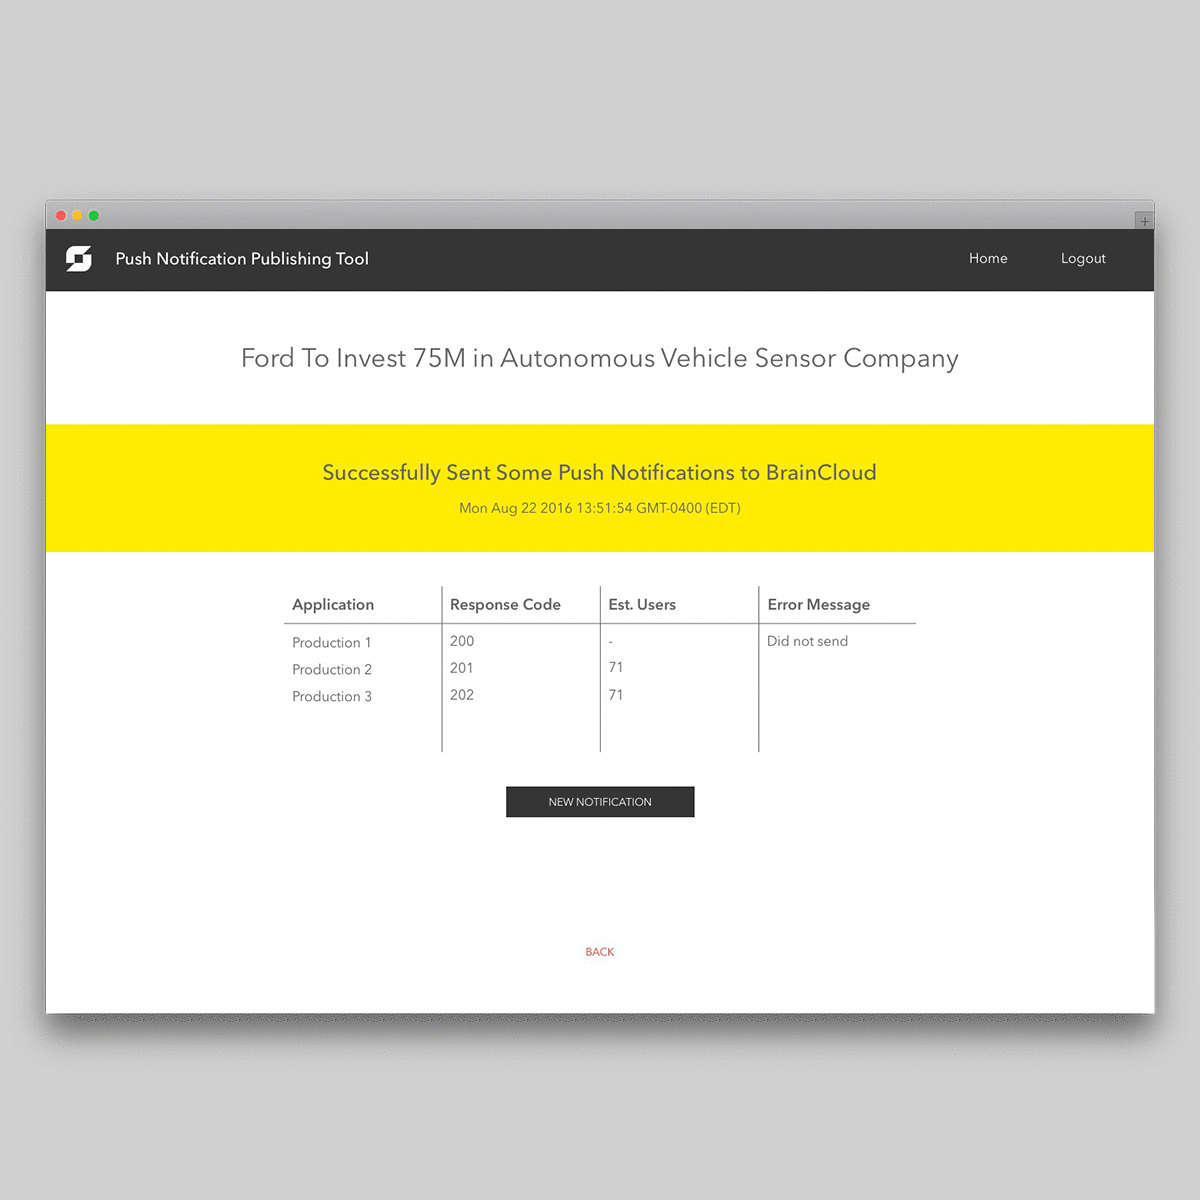 +
Push Notification Publishing Tool Home Logout
Ford To Invest 75M in Autonomous Vehicle Sensor Company
Successfully Sent Some Push Notifications to BrainCloud
Mon Aug 22 2016 13:51:54 GMT-0400 (EDT)
Application Response Code Est. Users Error Message
Production 1 200 - Did not send
Production 2 201 71
Production 3 202 71
NEW NOTIFICATION
BACK